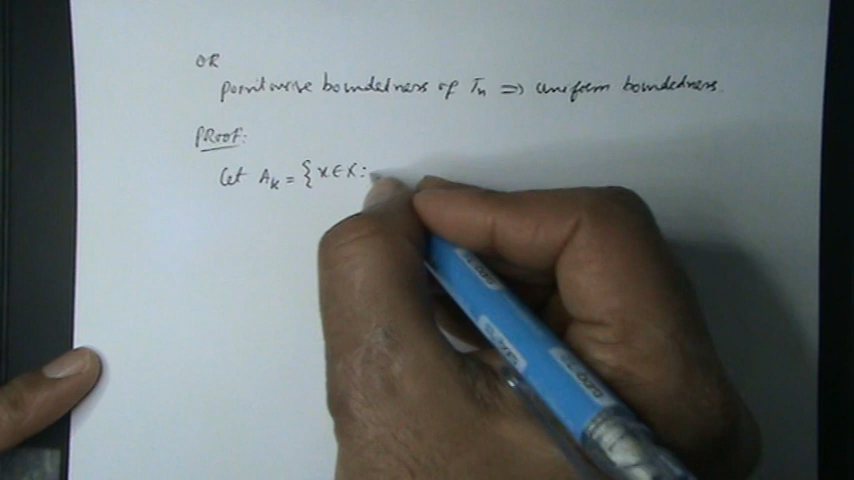 OR
pointwise boundedness of Tn ⇒ uniform boundedness.
PROOF:
Let Ak = { x ∈ X :